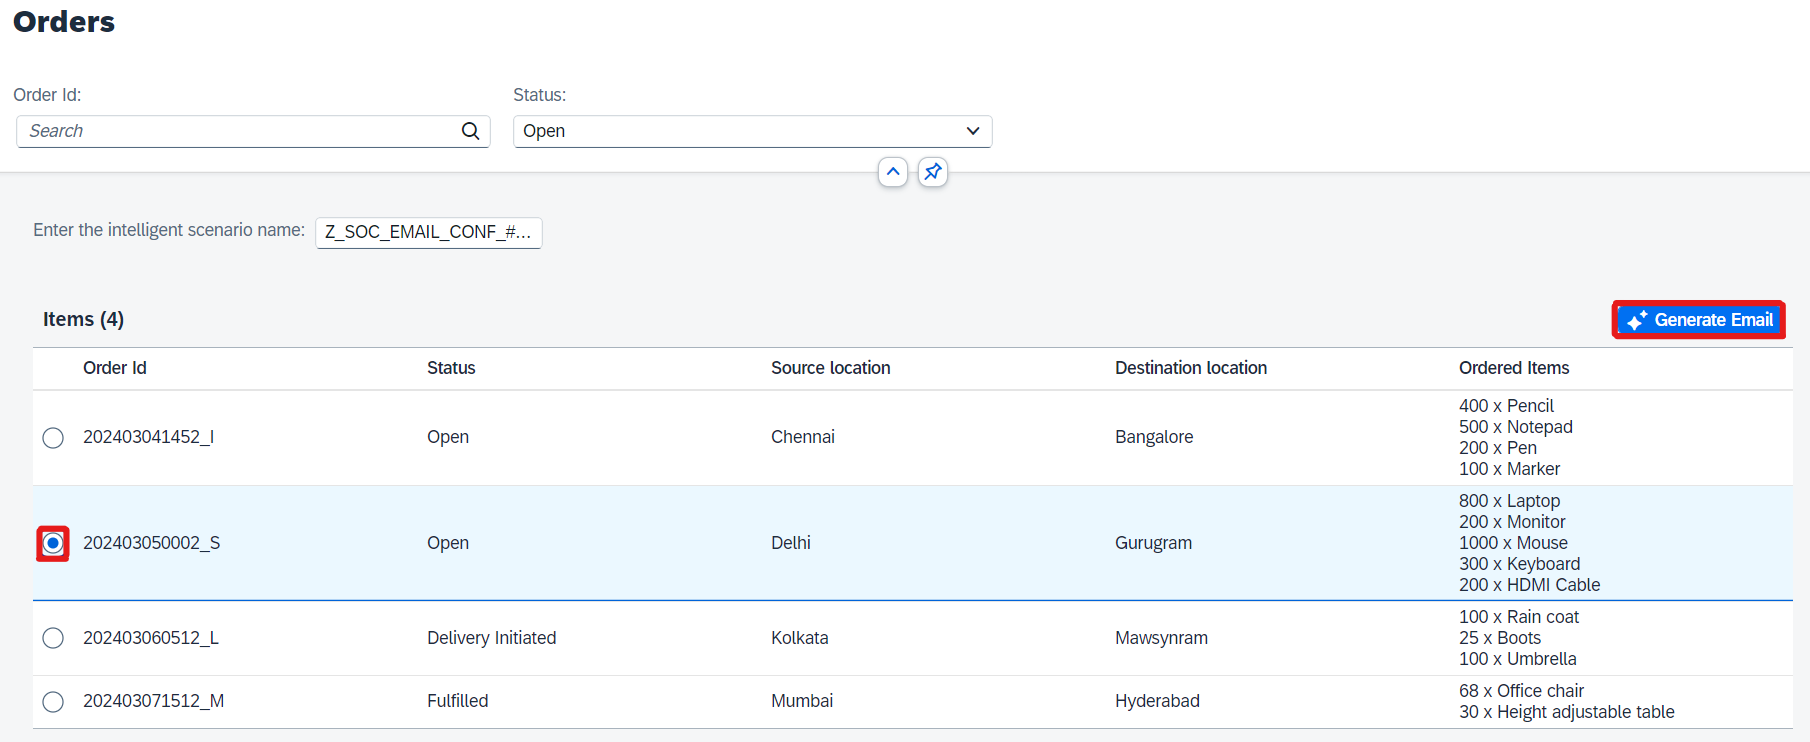 Orders
Order Id:
Status:
Search
Open
Enter the intelligent scenario name: Z_SOC_EMAIL_CONF_#...
Items (4)
Generate Email
Order Id Status Source location Destination location Ordered Items
202403041452_I Open Chennai Bangalore
400 x Pencil
500 x Notepad
200 x Pen
100 x Marker
202403050002_S Open Delhi Gurugram
800 x Laptop
200 x Monitor
1000 x Mouse
300 x Keyboard
200 x HDMI Cable
202403060512_L Delivery Initiated Kolkata Mawsynram
100 x Rain coat
25 x Boots
100 x Umbrella
202403071512_M Fulfilled Mumbai Hyderabad
68 x Office chair
30 x Height adjustable table